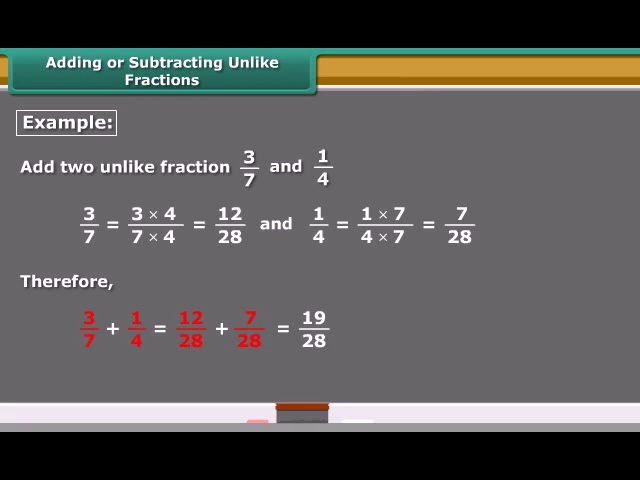 Adding or Subtracting Unlike
Fractions
Example:
Add two unlike fraction 3/7 and 1/4
3/7 = 3 × 4/7 × 4 = 12/28 and 1/4 = 1 × 7/4 × 7 = 7/28
Therefore,
3/7 + 1/4 = 12/28 + 7/28 = 19/28